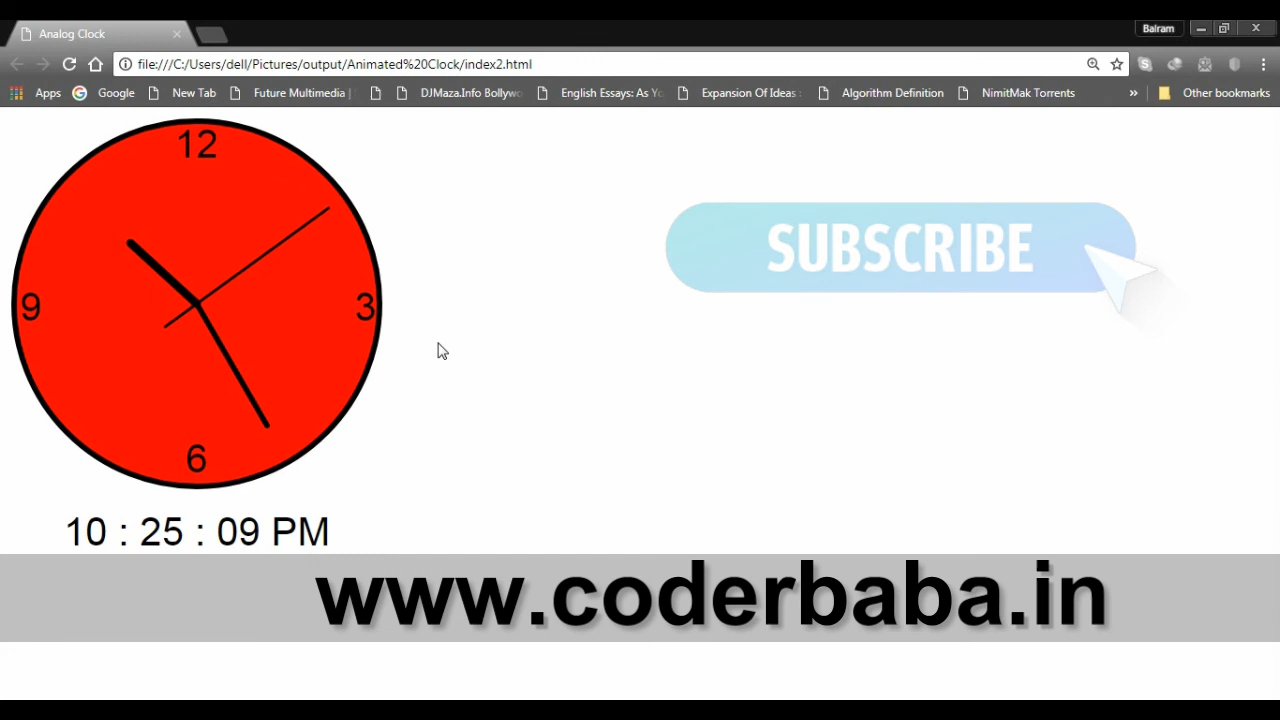 Analog Clock
Balram
file:///C:/Users/dell/Pictures/output/Animated%20Clock/index2.html
Apps Google New Tab Future Multimedia | DJMaza.Info Bollywo English Essays: As Yo Expansion Of Ideas : Algorithm Definition NimitMak Torrents » Other bookmarks
12
SUBSCRIBE
9 3
6
10 : 25 : 09 PM
www.coderbaba.in